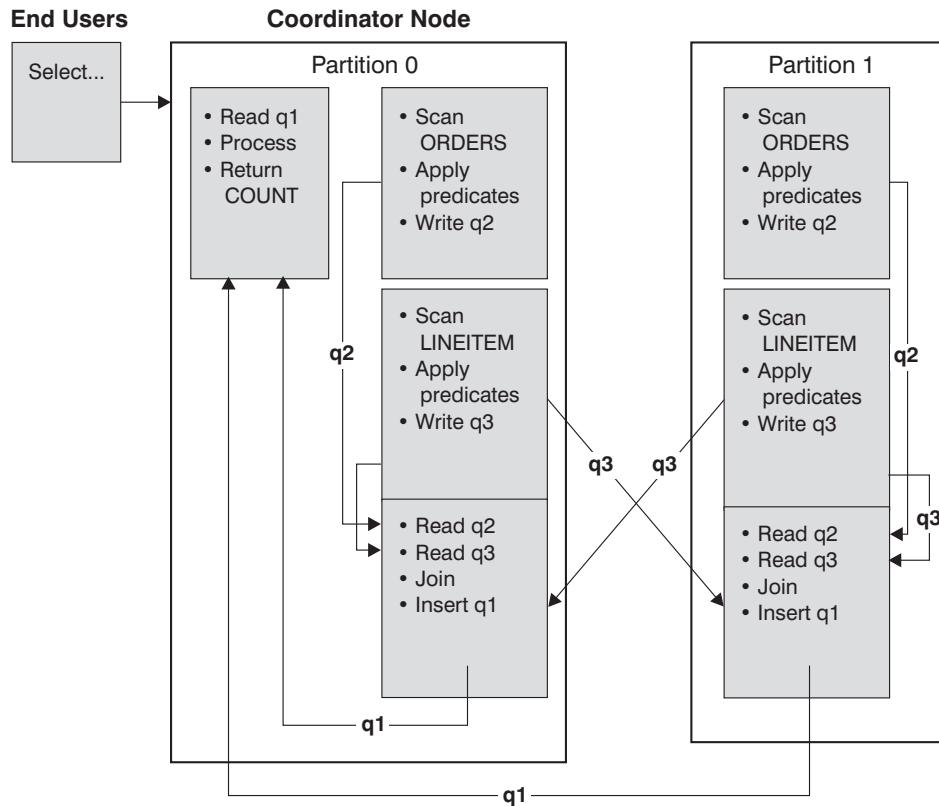 End Users
Coordinator Node
Select...
Partition 0
• Read q1
• Process
• Return
COUNT
• Scan
ORDERS
• Apply
predicates
• Write q2
q2
• Scan
LINEITEM
• Apply
predicates
• Write q3
• Read q2
• Read q3
• Join
• Insert q1
q1
q3
q3
Partition 1
• Scan
ORDERS
• Apply
predicates
• Write q2
q2
• Scan
LINEITEM
• Apply
predicates
• Write q3
q3
• Read q2
• Read q3
• Join
• Insert q1
q1